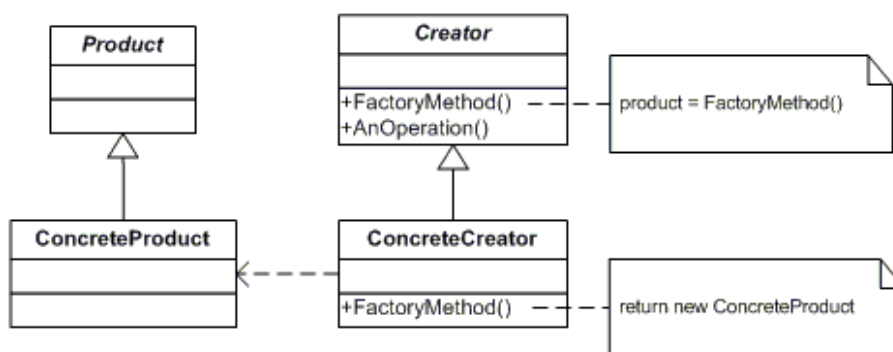 Product
Creator
+FactoryMethod()
+AnOperation()
product = FactoryMethod()
ConcreteProduct
ConcreteCreator
+FactoryMethod()
return new ConcreteProduct